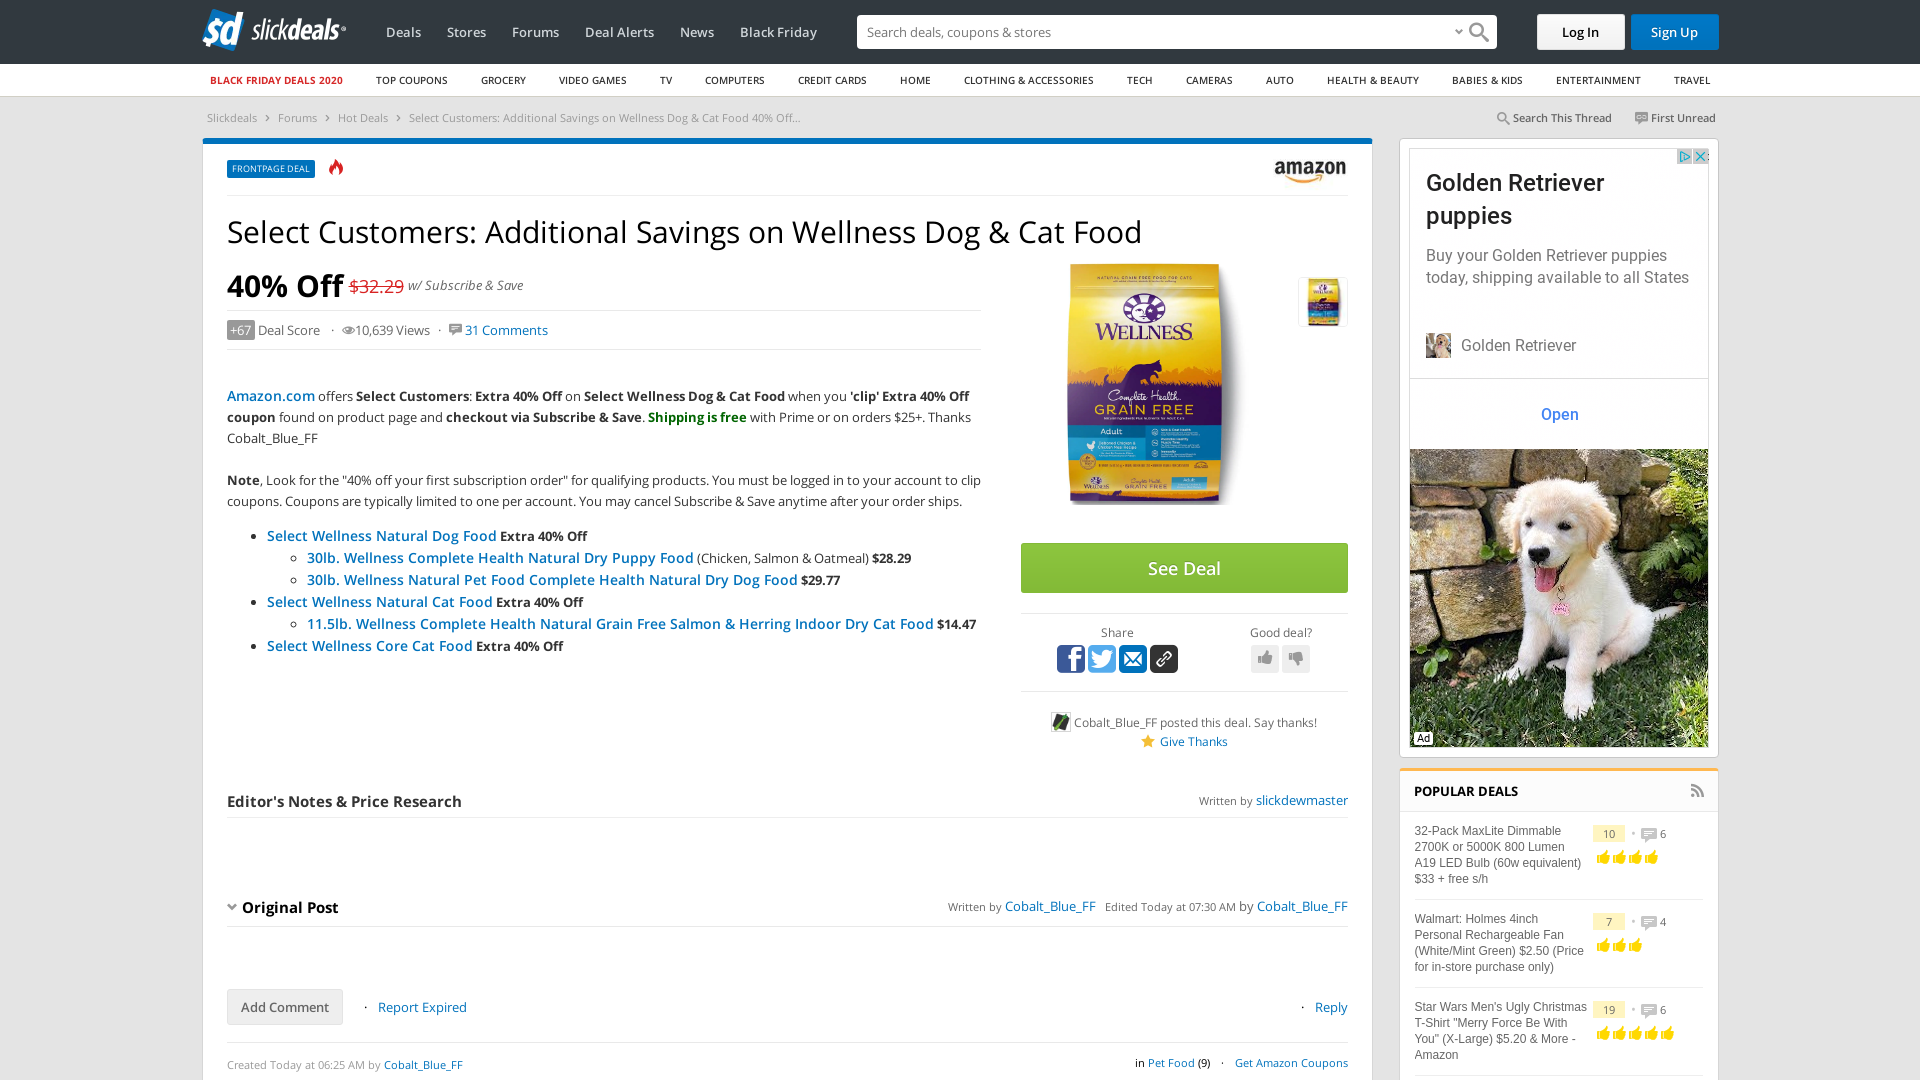 slickdeals
Deals Stores Forums Deal Alerts News Black Friday
Search deals, coupons & scores
Log In
Sign Up
BLACK FRIDAY DEALS 2020 TOP COUPONS GROCERY VIDEO GAMES TV COMPUTERS CREDIT CARDS HOME CLOTHING & ACCESSORIES TECH CAMERAS AUTO HEALTH & BEAUTY BABIES & KIDS ENTERTAINMENT TRAVEL
Slickdeals › Forums › Hot Deals › Select Customers: Additional Savings on Wellness Dog & Cat Food 40% Off...
Search This Thread First Unread
FRONTPAGE DEAL
amazon
Select Customers: Additional Savings on Wellness Dog & Cat Food
40% Off $32.29 w/ Subscribe & Save
+67 Deal Score · 10,639 Views · 31 Comments
Amazon.com offers Select Customers: Extra 40% Off on Select Wellness Dog & Cat Food when you 'clip' Extra 40% Off
coupon found on product page and checkout via Subscribe & Save. Shipping is free with Prime or on orders $25+. Thanks
Cobalt_Blue_FF
Note, Look for the "40% off your first subscription order" for qualifying products. You must be logged in to your account to clip
coupons. Coupons are typically limited to one per account. You may cancel Subscribe & Save anytime after your order ships.
Select Wellness Natural Dog Food Extra 40% Off
30lb. Wellness Complete Health Natural Dry Puppy Food (Chicken, Salmon & Oatmeal) $28.29
30lb. Wellness Natural Pet Food Complete Health Natural Dry Dog Food $29.77
Select Wellness Natural Cat Food Extra 40% Off
11.5lb. Wellness Complete Health Natural Grain Free Salmon & Herring Indoor Dry Cat Food $14.47
Select Wellness Core Cat Food Extra 40% Off
NATURAL GRAIN FREE FOOD FOR CATS
WELLNESS
Complete Health
GRAIN FREE
Adult
See Deal
Share
Good deal?
Cobalt_Blue_FF posted this deal. Say thanks!
Give Thanks
Editor's Notes & Price Research
Written by slickdewmaster
Original Post
Written by Cobalt_Blue_FF Edited Today at 07:30 AM by Cobalt_Blue_FF
Add Comment · Report Expired
· Reply
Created Today at 06:25 AM by Cobalt_Blue_FF
in Pet Food (9) · Get Amazon Coupons
Golden Retriever
puppies
Buy your Golden Retriever puppies
today, shipping available to all States
Golden Retriever
Open
Ad
POPULAR DEALS
32-Pack MaxLite Dimmable
2700K or 5000K 800 Lumen
A19 LED Bulb (60w equivalent)
$33 + free s/h
10 • 6
Walmart: Holmes 4inch
Personal Rechargeable Fan
(White/Mint Green) $2.50 (Price
for in-store purchase only)
7 • 4
Star Wars Men's Ugly Christmas
T-Shirt "Merry Force Be With
You" (X-Large) $5.20 & More -
Amazon
19 • 6